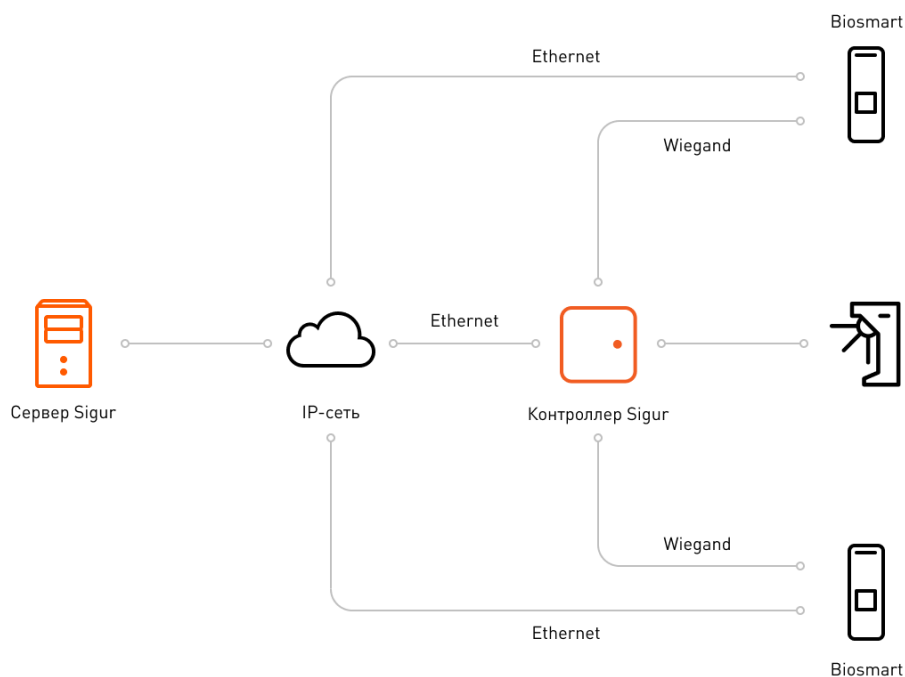 Biosmart
Ethernet
Wiegand
Ethernet
Сервер Sigur
IP-сеть
Контроллер Sigur
Wiegand
Ethernet
Biosmart